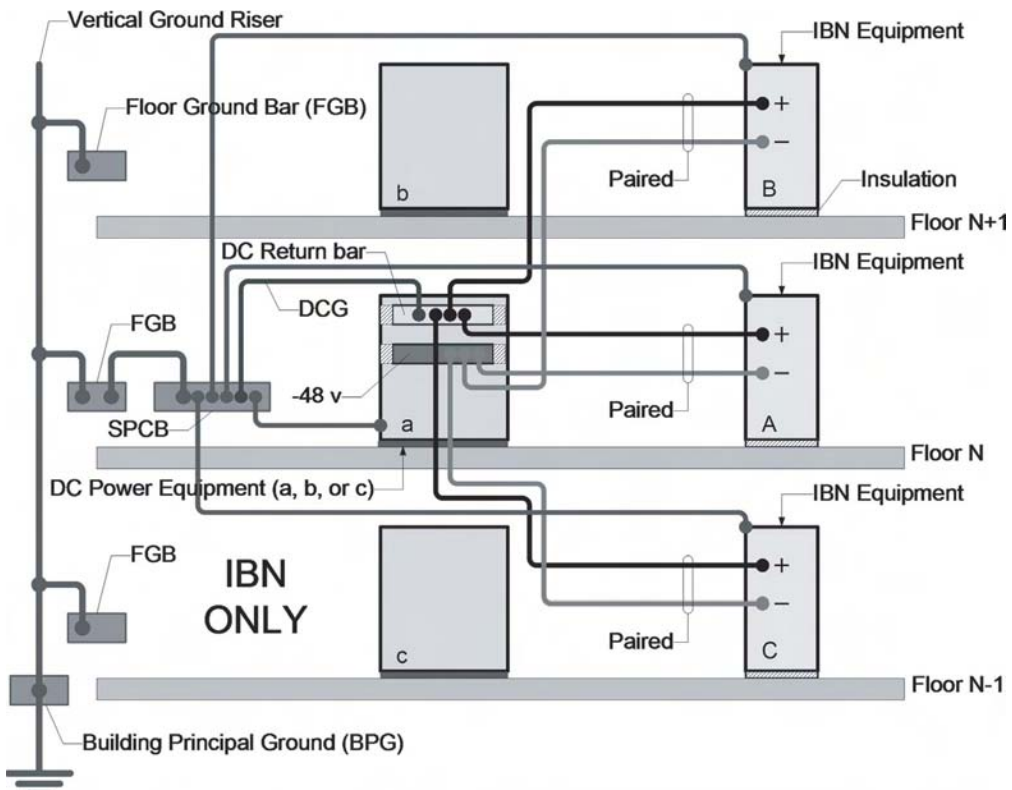 Vertical Ground Riser
IBN Equipment
Floor Ground Bar (FGB)
+
−
Paired
b
B
Insulation
Floor N+1
DC Return bar
IBN Equipment
DCG
FGB
+
−
-48 v
Paired
SPCB
a
A
Floor N
DC Power Equipment (a, b, or c)
IBN Equipment
FGB
IBN
ONLY
+
−
Paired
c
C
Floor N-1
Building Principal Ground (BPG)